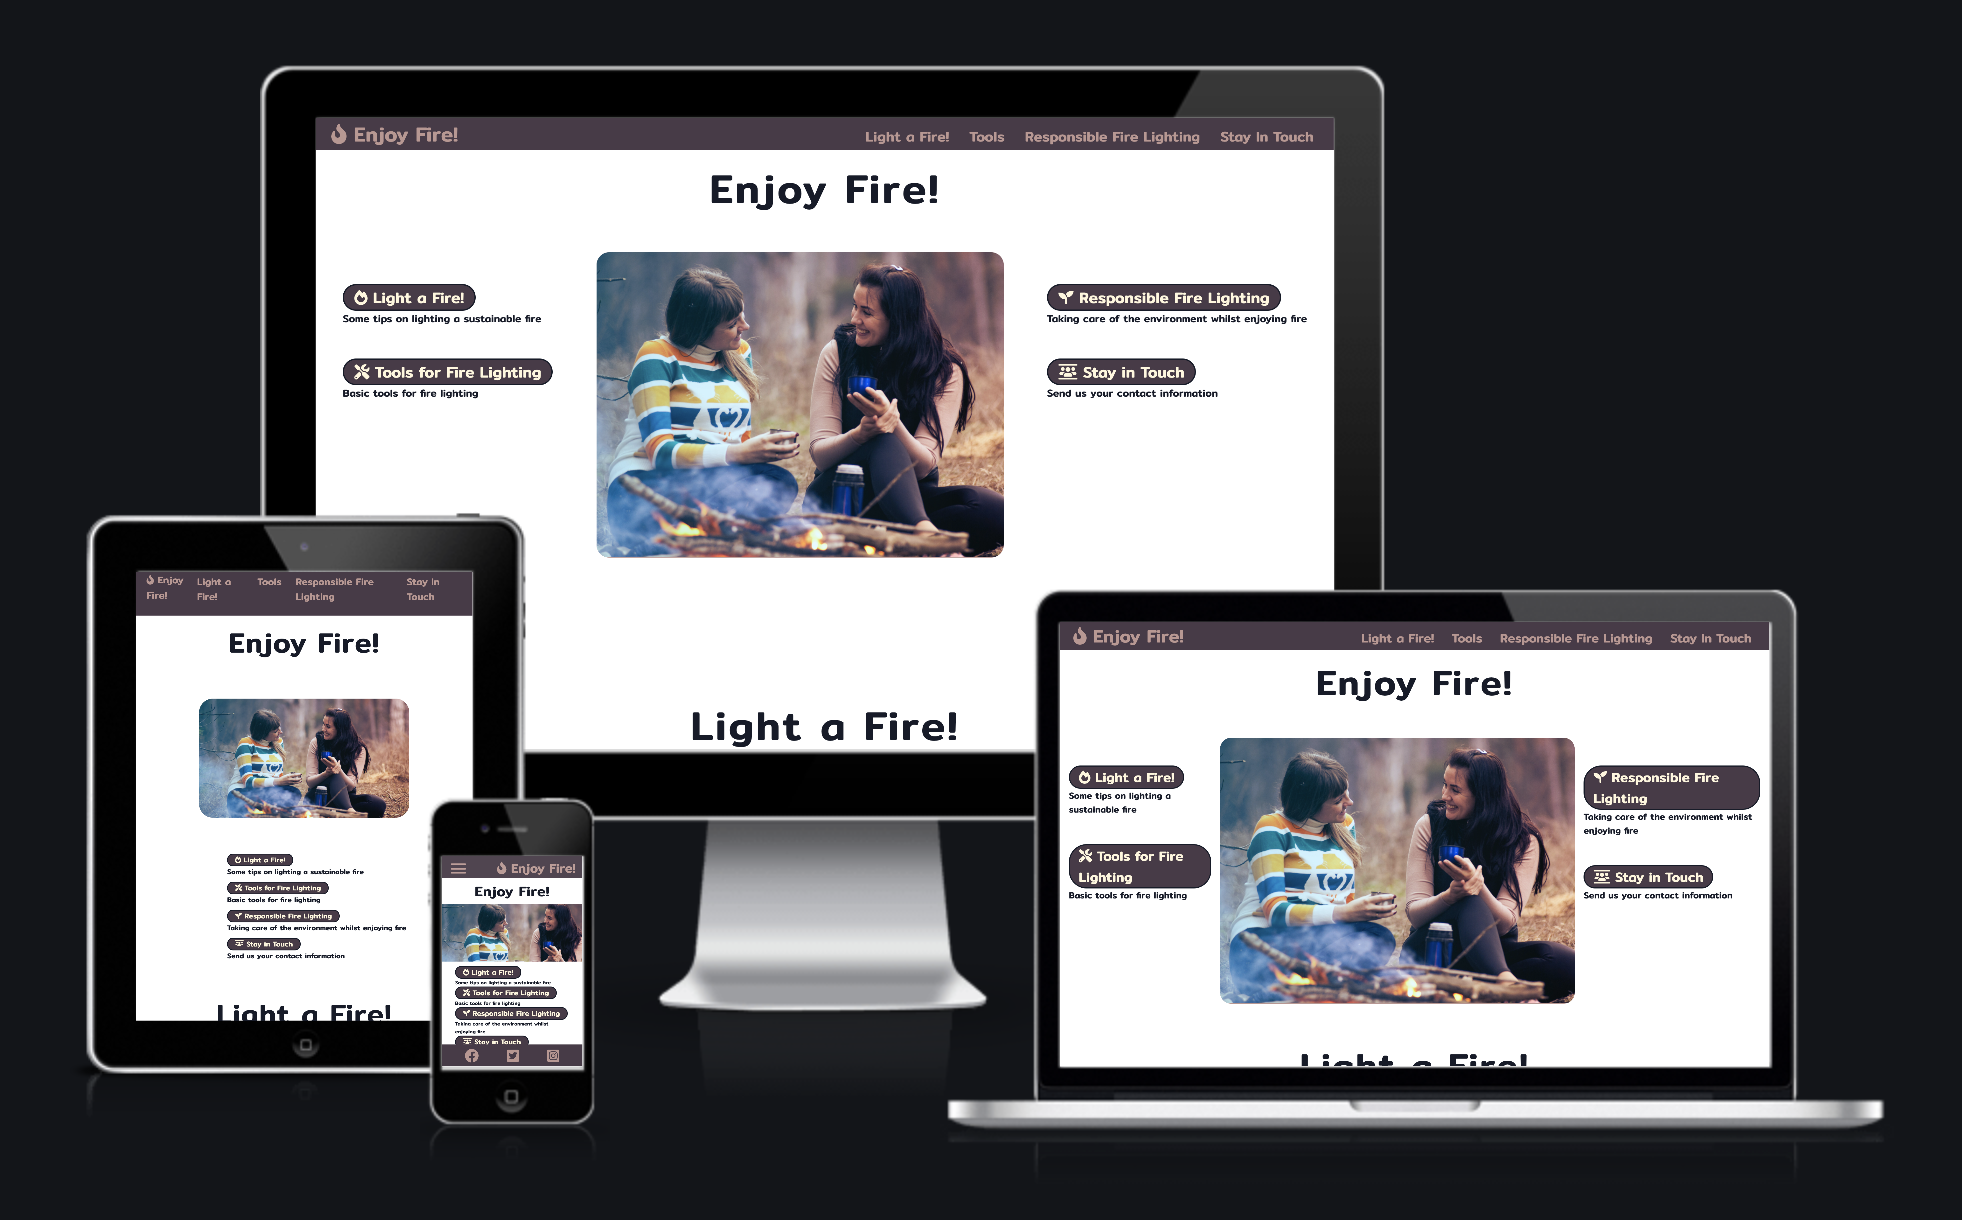 Enjoy Fire!
Light a Fire! Tools Responsible Fire Lighting Stay In Touch
Enjoy Fire!
Light a Fire!
Some tips on lighting a sustainable fire
Tools for Fire Lighting
Basic tools for fire lighting
Responsible Fire Lighting
Taking care of the environment whilst enjoying fire
Stay in Touch
Send us your contact information
Light a Fire!
Enjoy
Fire!
Light a
Fire!
Tools
Responsible Fire
Lighting
Stay In
Touch
Enjoy Fire!
Light a Fire!
Some tips on lighting a sustainable fire
Tools for Fire Lighting
Basic tools for fire lighting
Responsible Fire Lighting
Taking care of the environment whilst enjoying fire
Stay in Touch
Send us your contact information
Light a Fire!
Enjoy Fire!
Enjoy Fire!
Light a Fire!
Some tips on lighting a sustainable fire
Tools for Fire Lighting
Basic tools for fire lighting
Responsible Fire Lighting
Taking care of the environment whilst
enjoying fire
Stay in Touch
Enjoy Fire!
Light a Fire! Tools Responsible Fire Lighting Stay In Touch
Enjoy Fire!
Light a Fire!
Some tips on lighting a
sustainable fire
Tools for Fire
Lighting
Basic tools for fire lighting
Responsible Fire
Lighting
Taking care of the environment whilst
enjoying fire
Stay in Touch
Send us your contact information
Light a Fire!